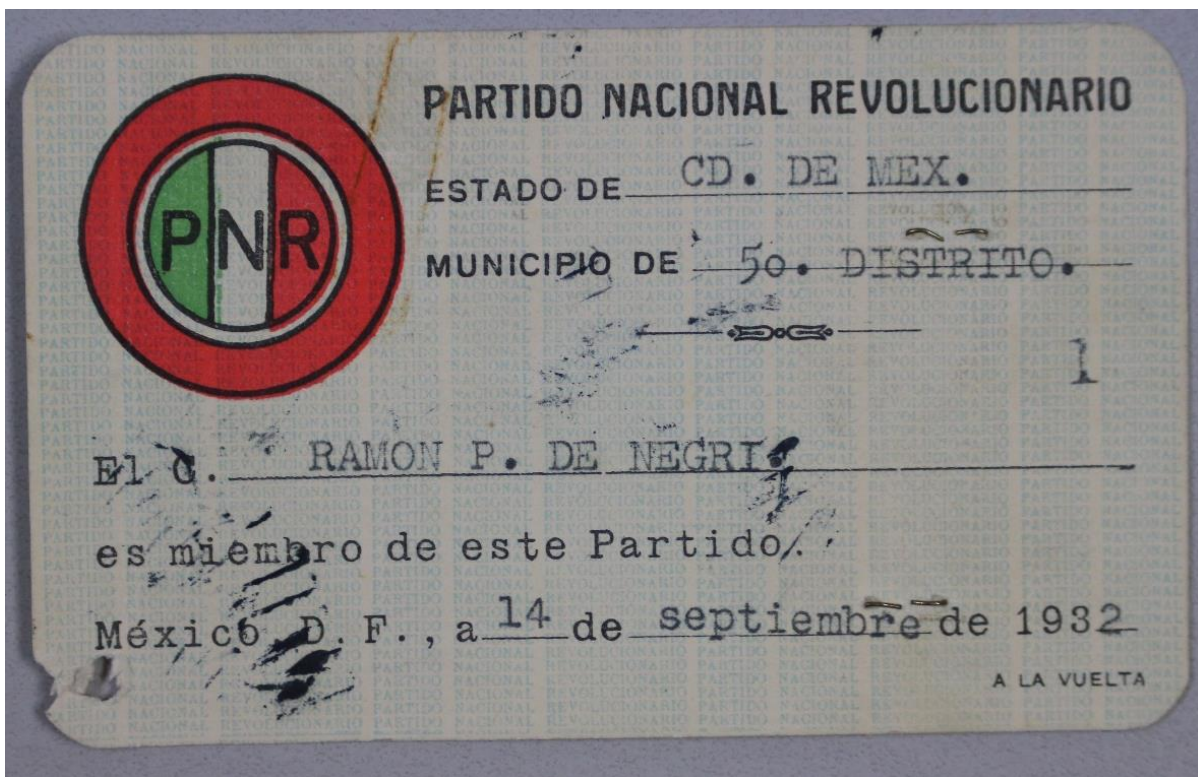 PNR
PARTIDO NACIONAL REVOLUCIONARIO
ESTADO DE CD. DE MEX.
MUNICIPIO DE 5o. DISTRITO.
1
El C. RAMON P. DE NEGRI.
es miembro de este Partido.
México, D. F., a 14 de septiembre de 1932
A LA VUELTA